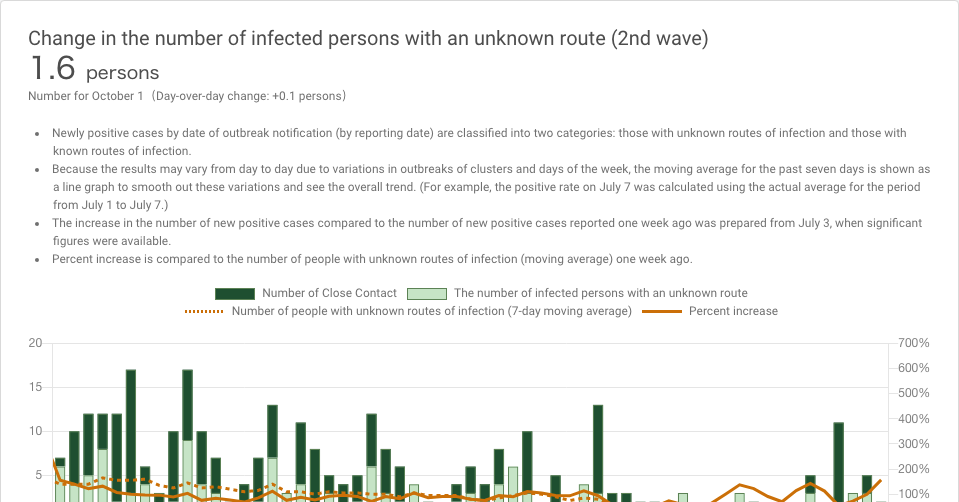 Change in the number of infected persons with an unknown route (2nd wave)
1.6 persons
Number for October 1（Day-over-day change: +0.1 persons）
Newly positive cases by date of outbreak notification (by reporting date) are classified into two categories: those with unknown routes of infection and those with
known routes of infection.
Because the results may vary from day to day due to variations in outbreaks of clusters and days of the week, the moving average for the past seven days is shown as
a line graph to smooth out these variations and see the overall trend. (For example, the positive rate on July 7 was calculated using the actual average for the period
from July 1 to July 7.)
The increase in the number of new positive cases compared to the number of new positive cases reported one week ago was prepared from July 3, when significant
figures were available.
Percent increase is compared to the number of people with unknown routes of infection (moving average) one week ago.
Number of Close Contact
The number of infected persons with an unknown route
Number of people with unknown routes of infection (7-day moving average)
Percent increase
20
15
10
5
700%
600%
500%
400%
300%
200%
100%